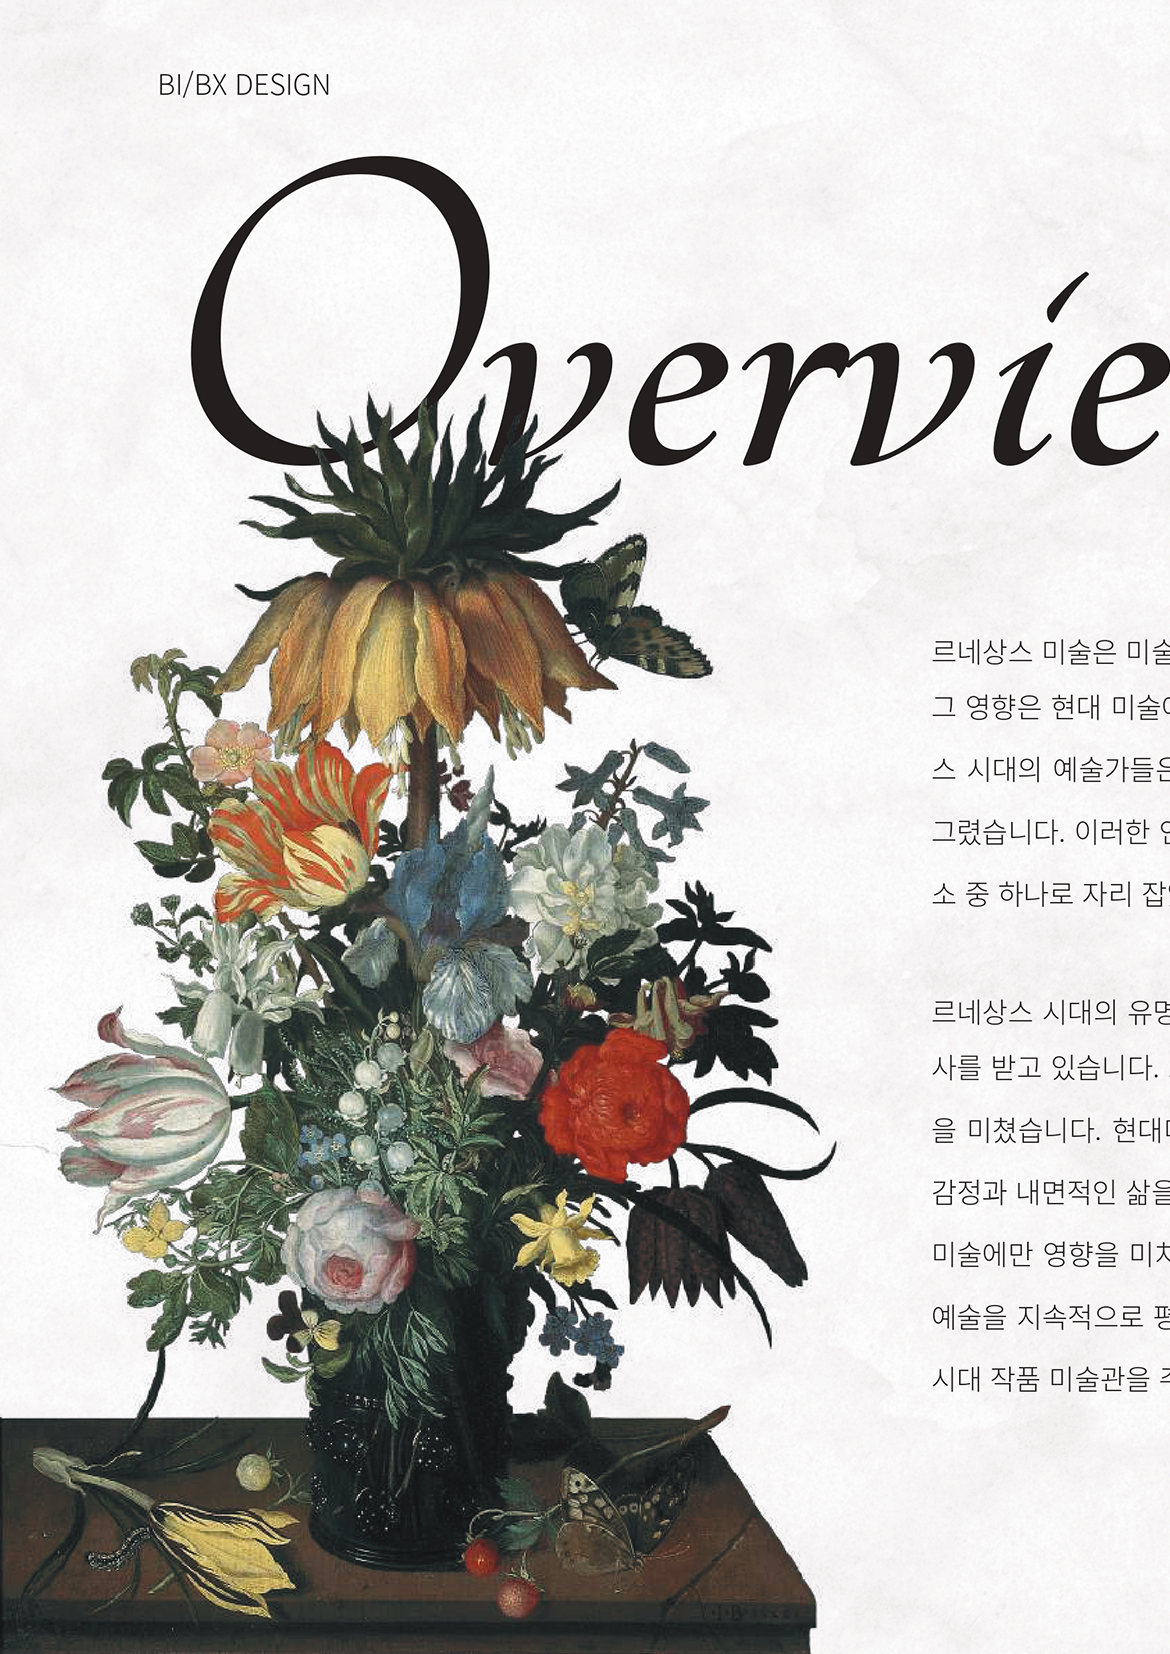 BI/BX DESIGN
Overvie
르네상스 미술은 미술
그 영향은 현대 미술에
스 시대의 예술가들은
그렸습니다. 이러한
소 중 하나로 자리
르네상스 시대의 유명
사를 받고 있습니다.
을 미쳤습니다.
감정과 내면적인 삶을
미술에만 영향을 미치
예술을 지속적으로
시대 작품 미술관을